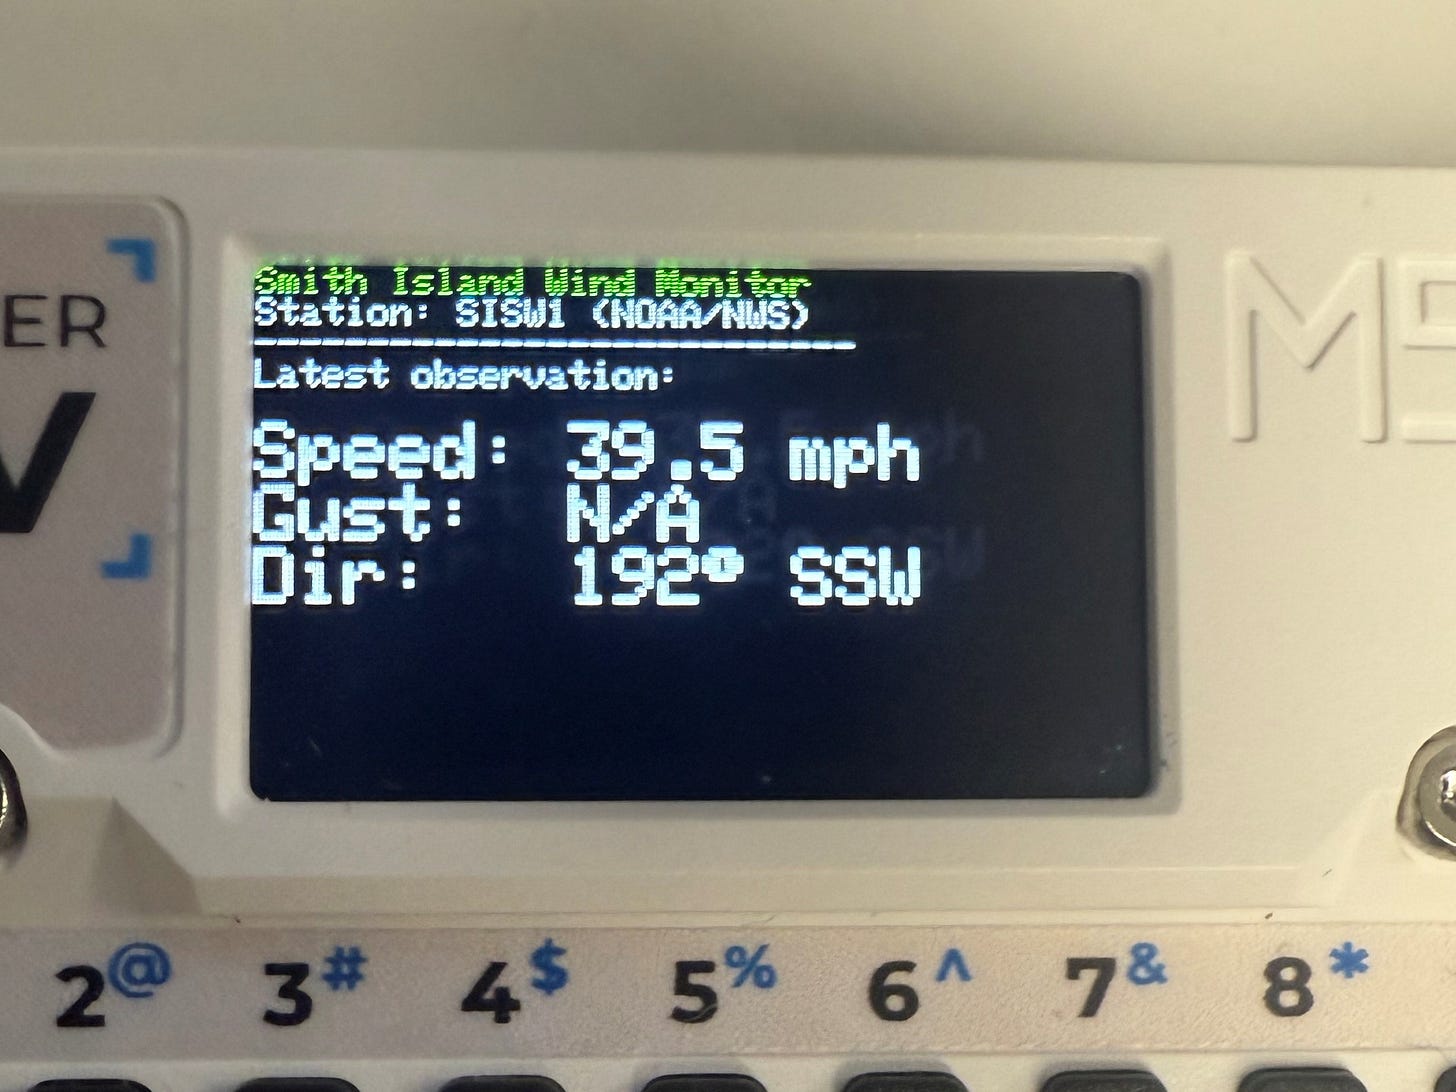 Smith Island Wind Monitor
Station: SISW1 (NOAA/NWS)
--------------------------------
Latest observation:
Speed: 39.5 mph
Gust: N/A
Dir: 192° SSW
ER
V
M5
2@ 3# 4$ 5% 6^ 7& 8*